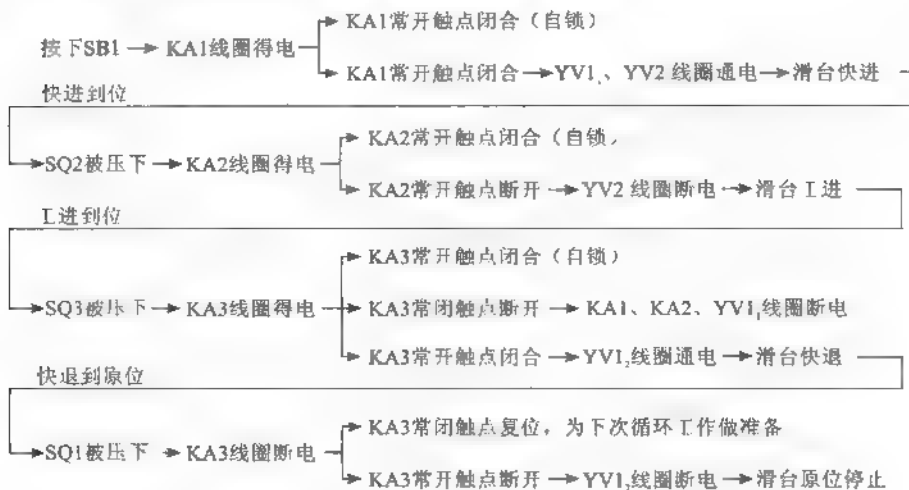 KA1常开触点闭合（自锁）
按下SB1 → KA1线圈得电
KA1常开触点闭合 → YV1₁、YV2线圈通电 → 滑台快进
快进到位
KA2常开触点闭合（自锁.
SQ2被压下 → KA2线圈得电
KA2常开触点断开 → YV2线圈断电 → 滑台工进
工进到位
KA3常开触点闭合（自锁）
SQ3被压下 → KA3线圈得电 → KA3常闭触点断开 → KA1、KA2、YV1₁线圈断电
KA3常开触点闭合 → YV1₂线圈通电 → 滑台快退
快退到原位
KA3常闭触点复位，为下次循环工作做准备
SQ1被压下 → KA3线圈断电
KA3常开触点断开 → YV1₂线圈断电 → 滑台原位停止